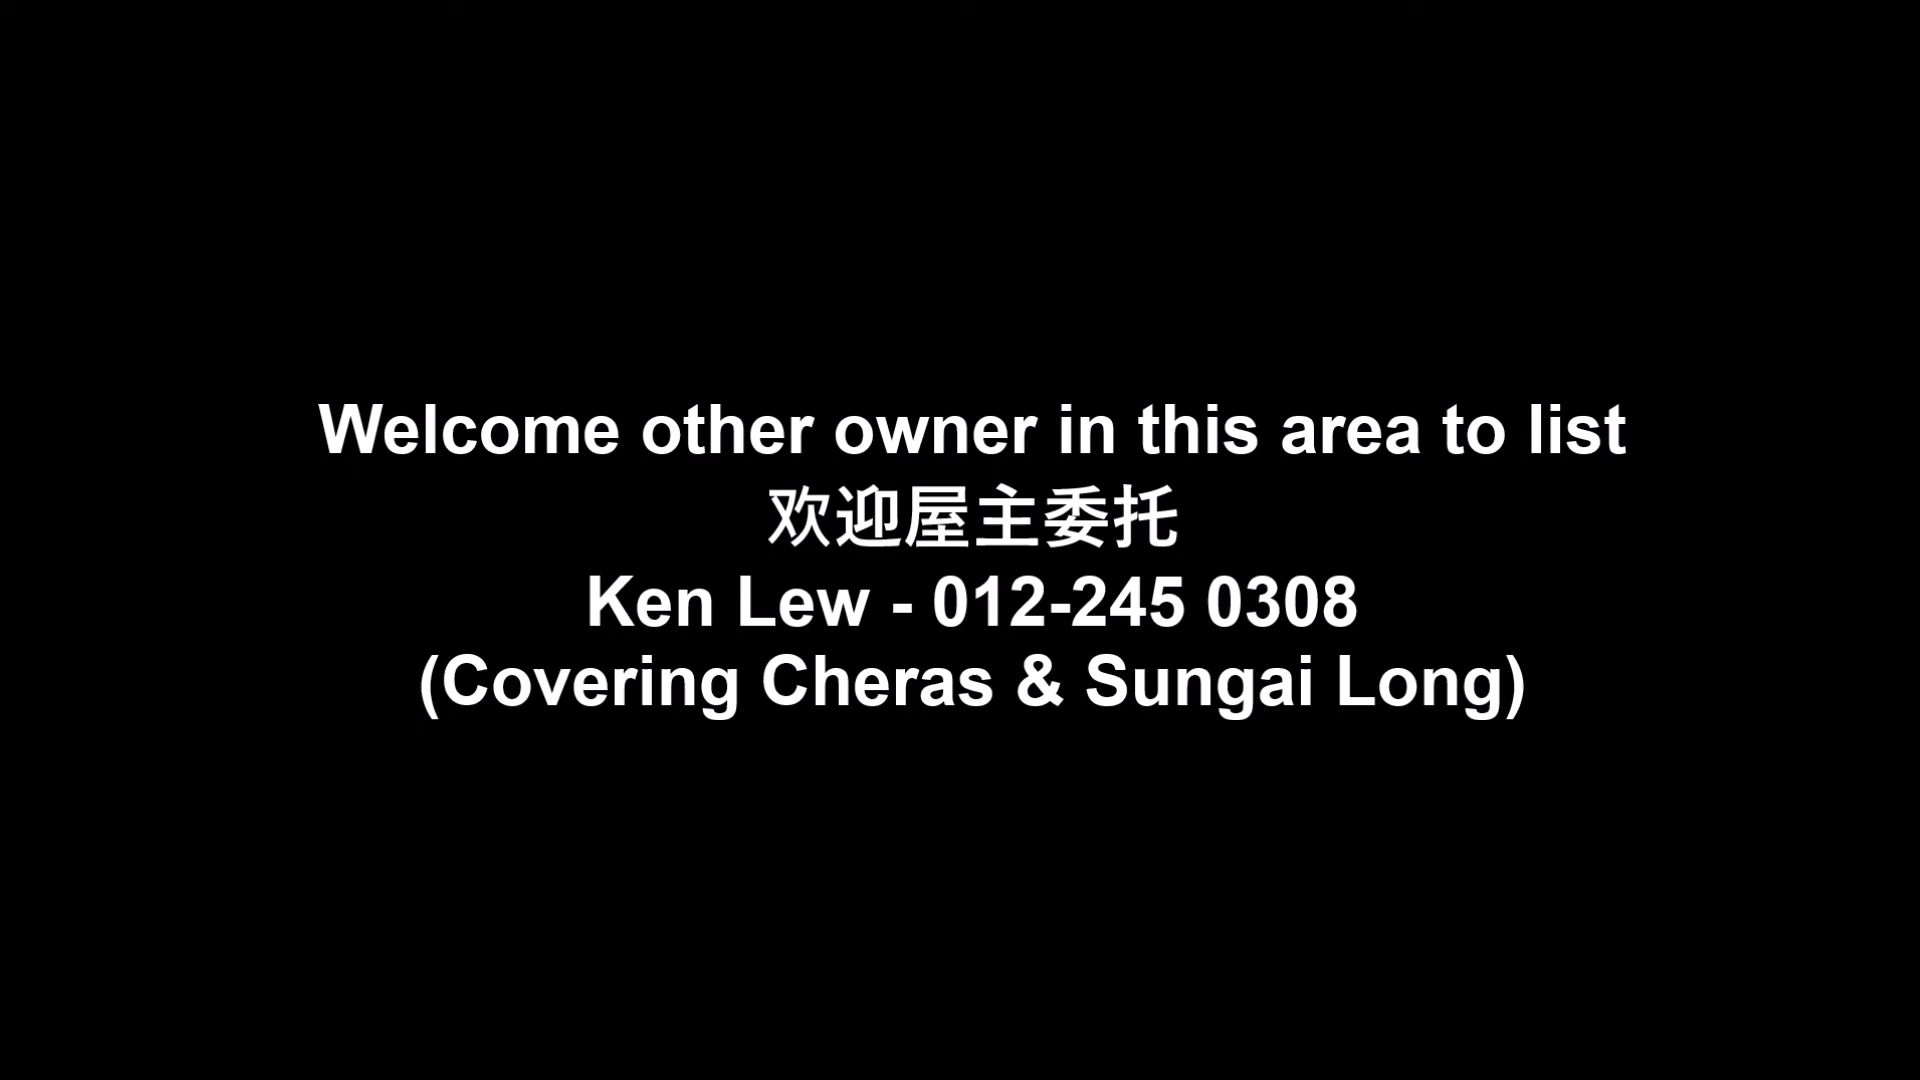 Welcome other owner in this area to list
欢迎屋主委托
Ken Lew - 012-245 0308
(Covering Cheras & Sungai Long)